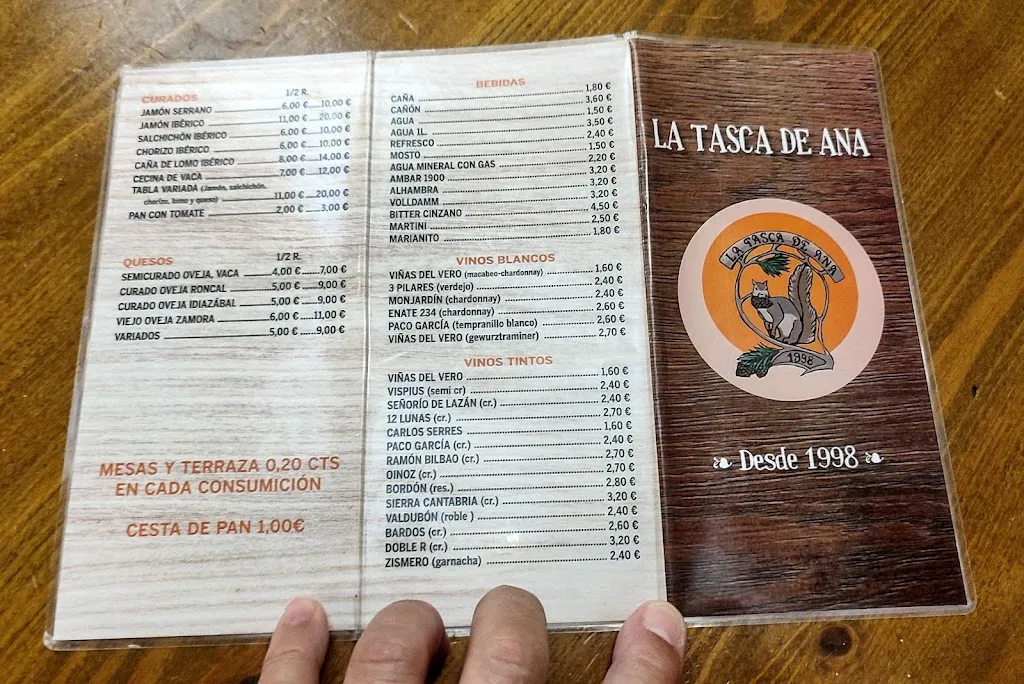 CURADOS 1/2 R.
JAMÓN SERRANO 6,00 € 10,00 €
JAMÓN IBÉRICO 11,00 € 20,00 €
SALCHICHÓN IBÉRICO 6,00 € 10,00 €
CHORIZO IBÉRICO 6,00 € 10,00 €
CAÑA DE LOMO IBÉRICO 8,00 € 14,00 €
CECINA DE VACA 7,00 € 12,00 €
TABLA VARIADA (Jamón, salchichón,
chorizo, lomo y queso) 11,00 € 20,00 €
PAN CON TOMATE 2,00 € 3,00 €
QUESOS 1/2 R.
SEMICURADO OVEJA, VACA 4,00 € 7,00 €
CURADO OVEJA RONCAL 5,00 € 9,00 €
CURADO OVEJA IDIAZÁBAL 5,00 € 9,00 €
VIEJO OVEJA ZAMORA 6,00 € 11,00 €
VARIADOS 5,00 € 9,00 €
MESAS Y TERRAZA 0,20 CTS
EN CADA CONSUMICIÓN
CESTA DE PAN 1,00€
BEBIDAS
CAÑA 1,80 €
CAÑÓN 3,60 €
AGUA 1,50 €
AGUA 1L. 3,50 €
REFRESCO 2,40 €
MOSTO 1,50 €
AGUA MINERAL CON GAS 2,20 €
AMBAR 1900 3,20 €
ALHAMBRA 3,20 €
VOLLDAMM 3,20 €
BITTER CINZANO 4,50 €
MARTINI 2,50 €
MARIANITO 1,80 €
VINOS BLANCOS
VIÑAS DEL VERO (macabeo-chardonnay) 1,60 €
3 PILARES (verdejo) 2,40 €
MONJARDÍN (chardonnay) 2,40 €
ENATE 234 (chardonnay) 2,60 €
PACO GARCÍA (tempranillo blanco) 2,60 €
VIÑAS DEL VERO (gewurztraminer) 2,70 €
VINOS TINTOS
VIÑAS DEL VERO 1,60 €
VISPIUS (semi cr) 2,40 €
SEÑORÍO DE LAZÁN (cr.) 2,40 €
12 LUNAS (cr.) 2,70 €
CARLOS SERRES 1,60 €
PACO GARCÍA (cr.) 2,40 €
RAMÓN BILBAO (cr.) 2,70 €
OINOZ (cr.) 2,70 €
BORDÓN (res.) 2,80 €
SIERRA CANTABRIA (cr.) 3,20 €
VALDUBÓN (roble ) 2,40 €
BARDOS (cr.) 2,60 €
DOBLE R (cr.) 3,20 €
ZISMERO (garnacha) 2,40 €
LA TASCA DE ANA
LA TASCA DE ANA
1998
Desde 1998